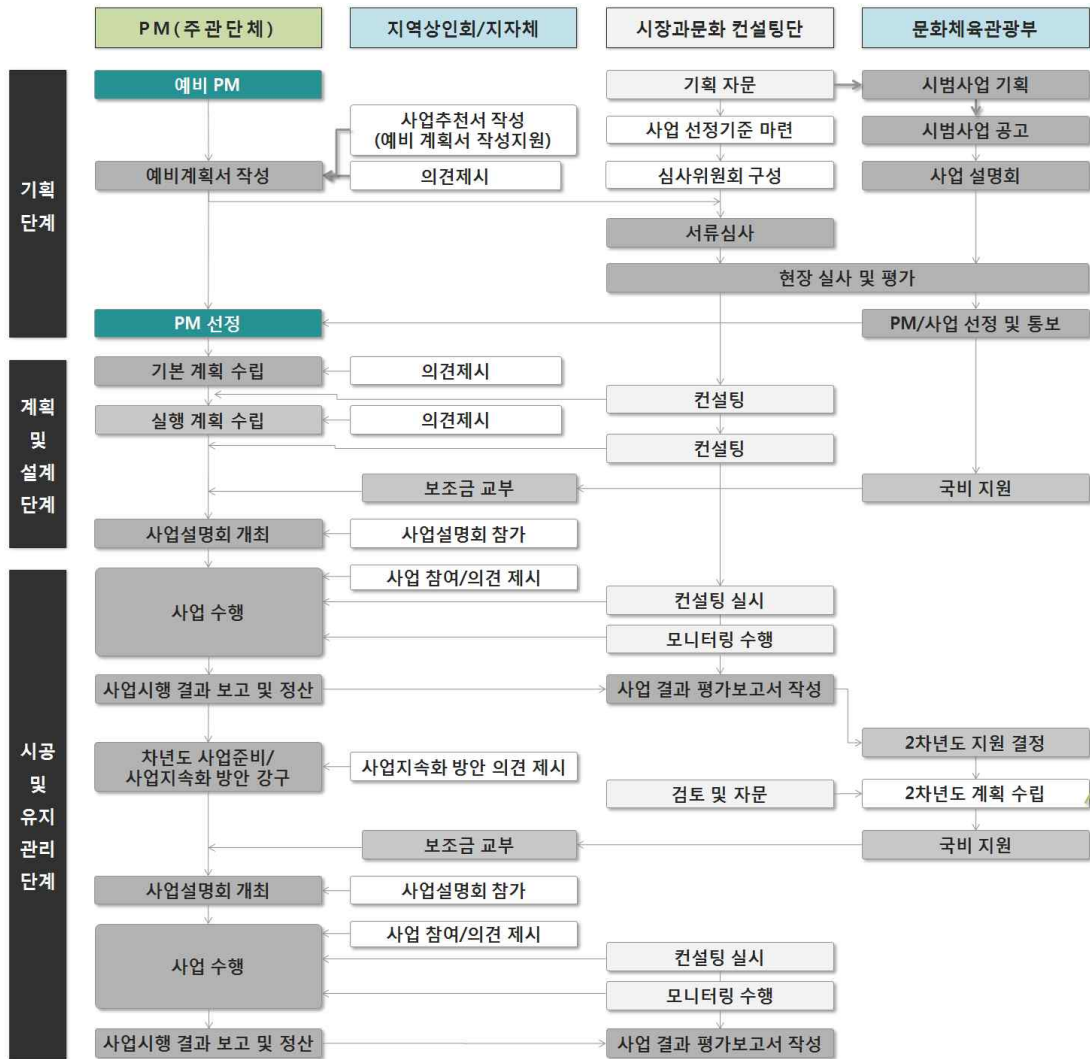 PM(주관단체)
지역상인회/지자체
시장과문화 컨설팅단
문화체육관광부
기획
단계
예비 PM
기획 자문
시범사업 기획
사업추천서 작성
(예비 계획서 작성지원)
사업 선정기준 마련
시범사업 공고
예비계획서 작성
의견제시
심사위원회 구성
사업 설명회
서류심사
현장 실사 및 평가
PM 선정
PM/사업 선정 및 통보
계획
및
설계
단계
기본 계획 수립
의견제시
컨설팅
실행 계획 수립
의견제시
컨설팅
보조금 교부
국비 지원
사업설명회 개최
사업설명회 참가
시공
및
유지
관리
단계
사업 참여/의견 제시
사업 수행
컨설팅 실시
모니터링 수행
사업시행 결과 보고 및 정산
사업 결과 평가보고서 작성
2차년도 지원 결정
차년도 사업준비/
사업지속화 방안 강구
사업지속화 방안 의견 제시
검토 및 자문
2차년도 계획 수립
보조금 교부
국비 지원
사업설명회 개최
사업설명회 참가
사업 참여/의견 제시
사업 수행
컨설팅 실시
모니터링 수행
사업시행 결과 보고 및 정산
사업 결과 평가보고서 작성